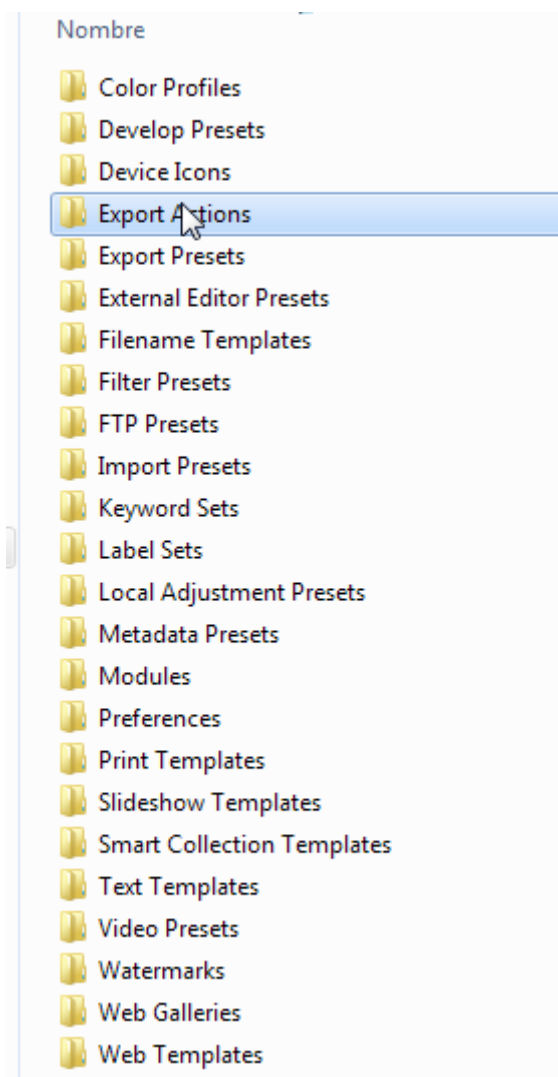 Nombre
Color Profiles
Develop Presets
Device Icons
Export Actions
Export Presets
External Editor Presets
Filename Templates
Filter Presets
FTP Presets
Import Presets
Keyword Sets
Label Sets
Local Adjustment Presets
Metadata Presets
Modules
Preferences
Print Templates
Slideshow Templates
Smart Collection Templates
Text Templates
Video Presets
Watermarks
Web Galleries
Web Templates